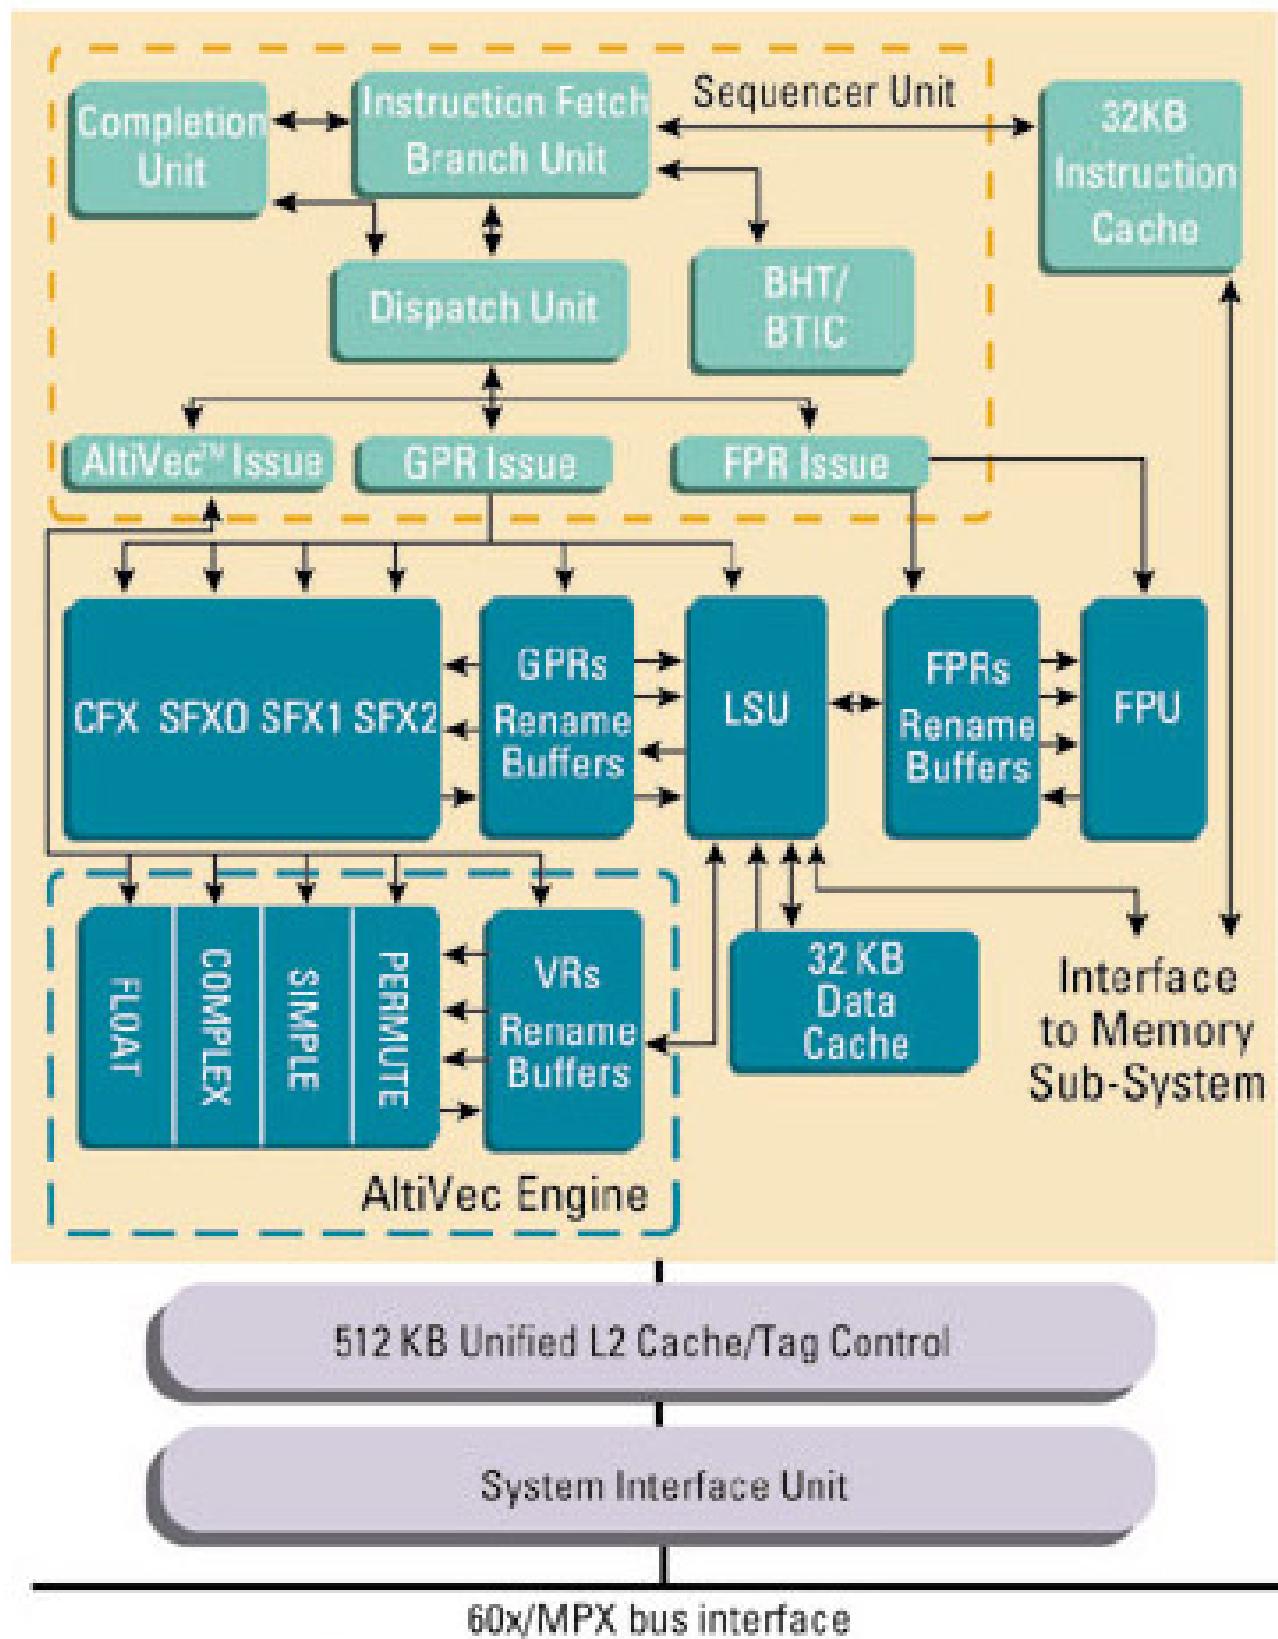 Sequencer Unit
Completion
Unit
Instruction Fetch
Branch Unit
32KB
Instruction
Cache
Dispatch Unit
BHT/
BTIC
AltiVec™ Issue
GPR Issue
FPR Issue
CFX SFX0 SFX1 SFX2
GPRs
Rename
Buffers
LSU
FPRs
Rename
Buffers
FPU
FLOAT
COMPLEX
SIMPLE
PERMUTE
VRs
Rename
Buffers
32 KB
Data
Cache
Interface
to Memory
Sub-System
AltiVec Engine
512 KB Unified L2 Cache/Tag Control
System Interface Unit
60x/MPX bus interface